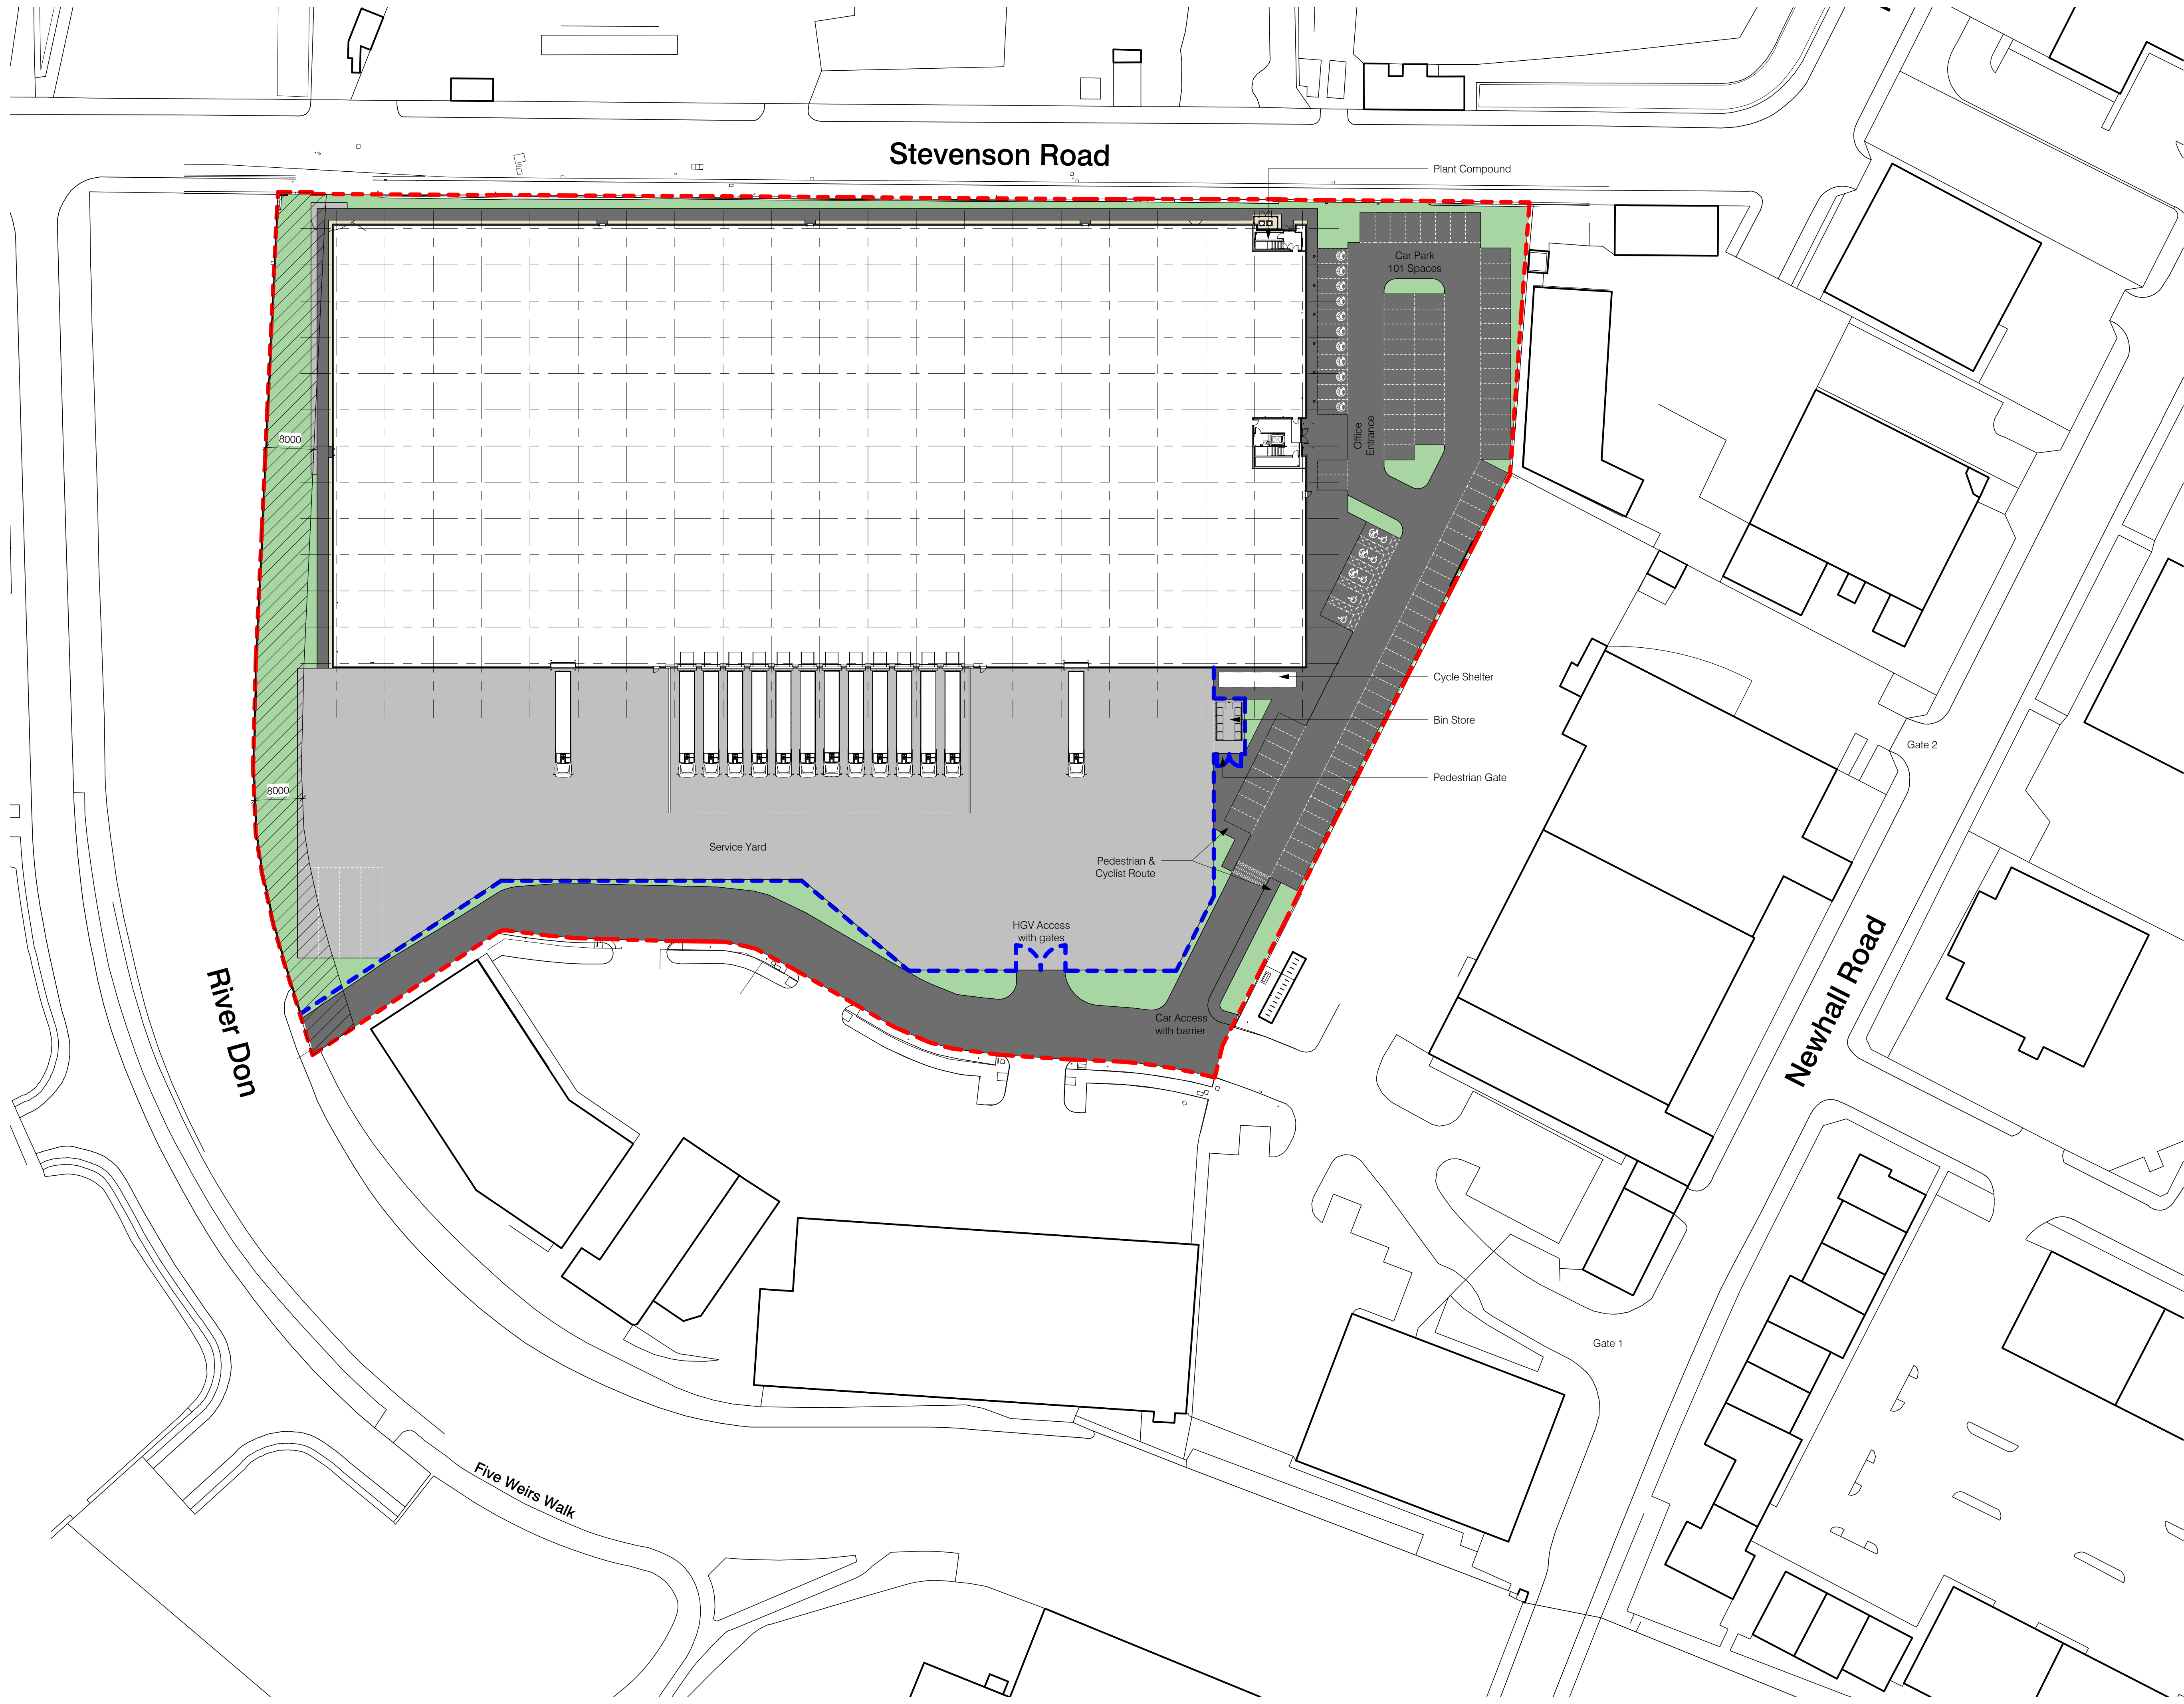 Stevenson Road
Plant Compound
Car Park
101 Spaces
8000
Office
Entrance
Cycle Shelter
Bin Store
Gate 2
Pedestrian Gate
8000
Service Yard
Pedestrian &
Cyclist Route
HGV Access
with gates
Car Access
with barrier
River Don
Newhall Road
Gate 1
Five Weirs Walk